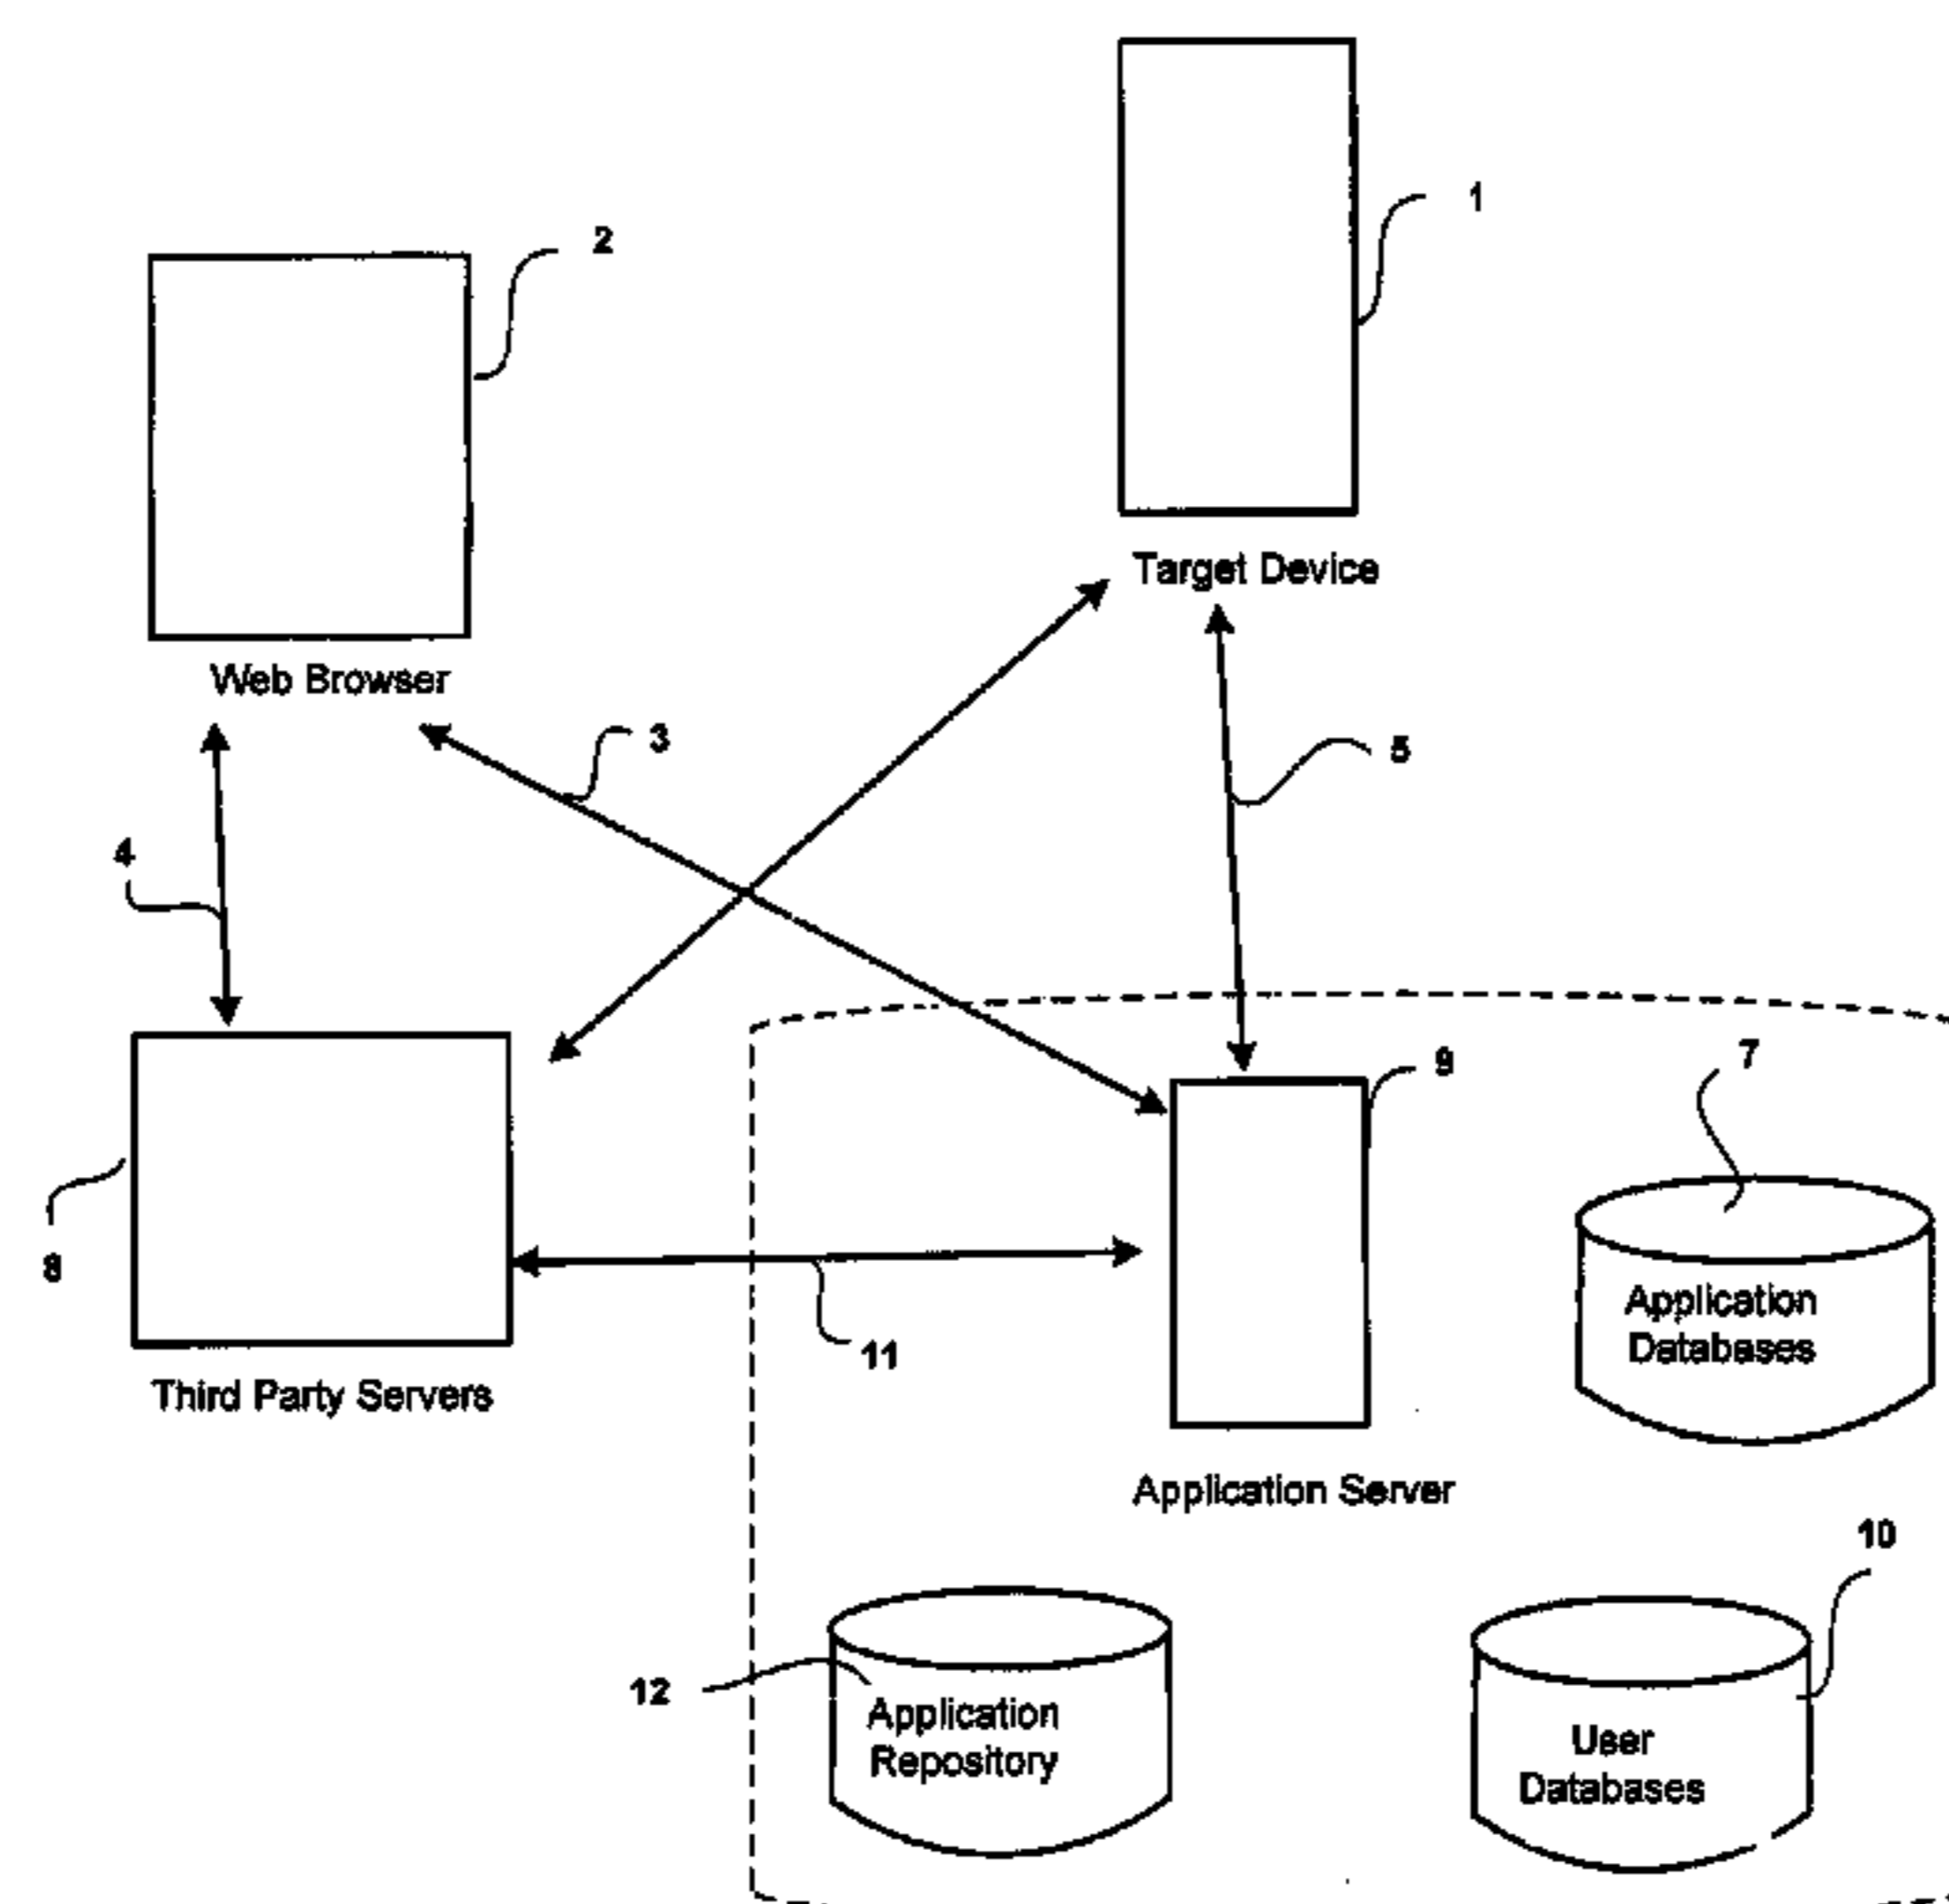 1
2
Target Device
Web Browser
3
5
4
9
7
8
Application
Databases
11
Third Party Servers
Application Server
10
12
Application
Repository
User
Databases